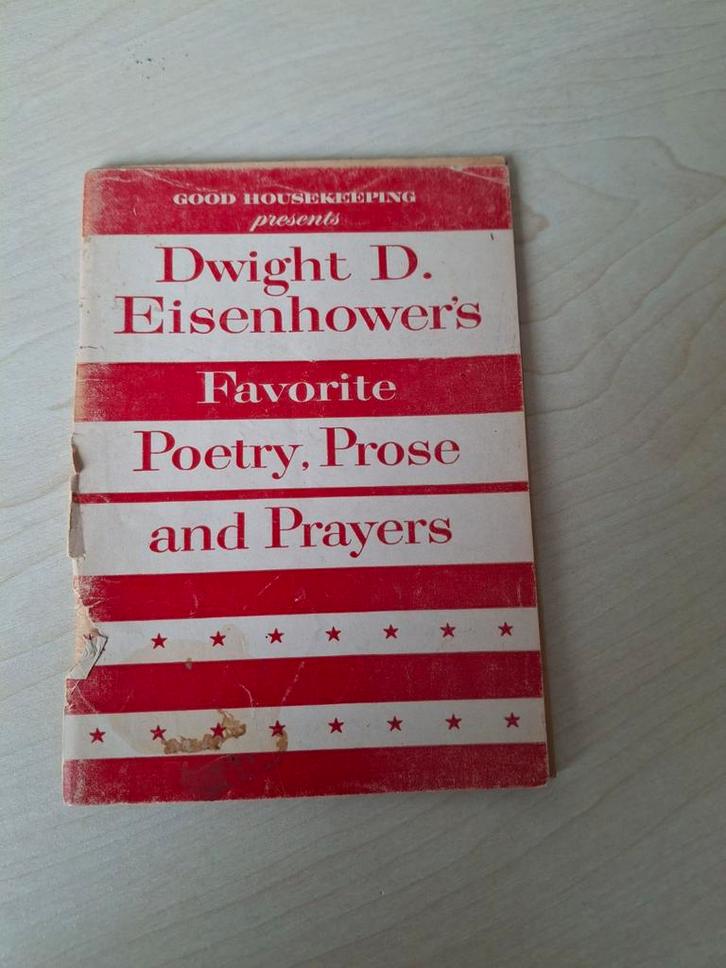 GOOD HOUSEKEEPING
presents
Dwight D.
Eisenhower's
Favorite
Poetry, Prose
and Prayers